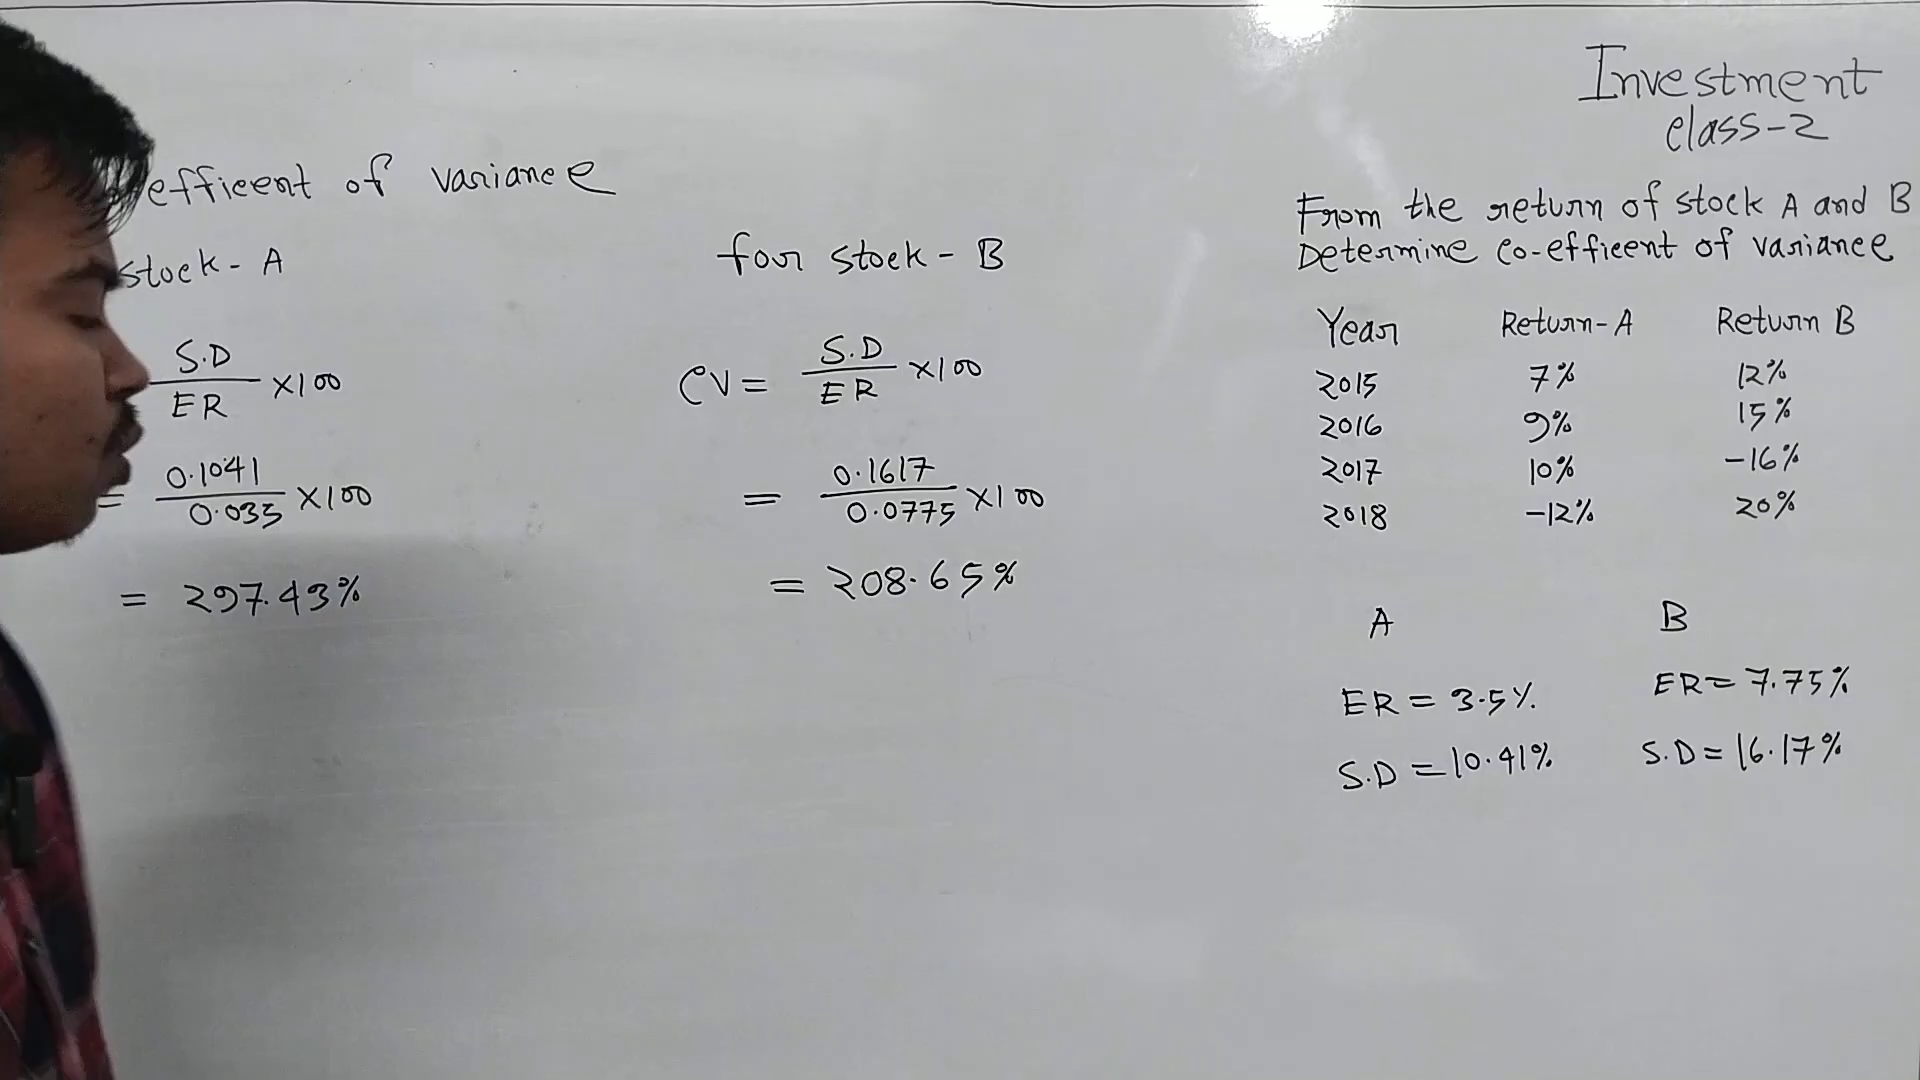 Investment
class-2
efficent of variance
stock - A
S.D
ER ×100
= 0.1041
0.035 ×100
= 297.43%
for stock - B
CV = S.D
ER ×100
= 0.1617
0.0775 ×100
= 208.65%
From the return of stock A and B
Determine co-efficent of variance
Year Return-A Return B
2015 7% 12%
2016 9% 15%
2017 10% -16%
2018 -12% 20%
A B
ER = 3.5% ER = 7.75%
S.D = 10.41% S.D = 16.17%